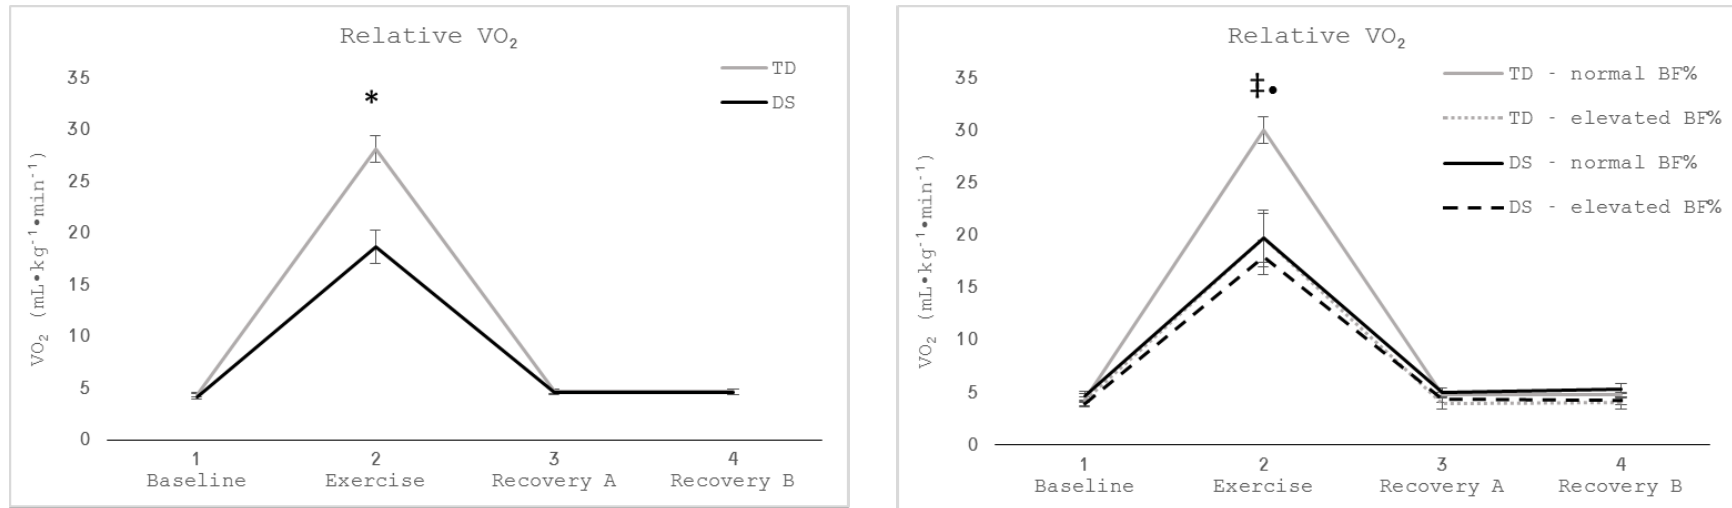 Relative VO₂
TD
DS
*
35
30
25
20
15
10
5
0
VO₂ (mL•kg⁻¹•min⁻¹)
1 2 3 4
Baseline Exercise Recovery A Recovery B
Relative VO₂
TD - normal BF%
TD - elevated BF%
DS - normal BF%
DS - elevated BF%
‡•
35
30
25
20
15
10
5
0
VO₂ (mL•kg⁻¹•min⁻¹)
1 2 3 4
Baseline Exercise Recovery A Recovery B